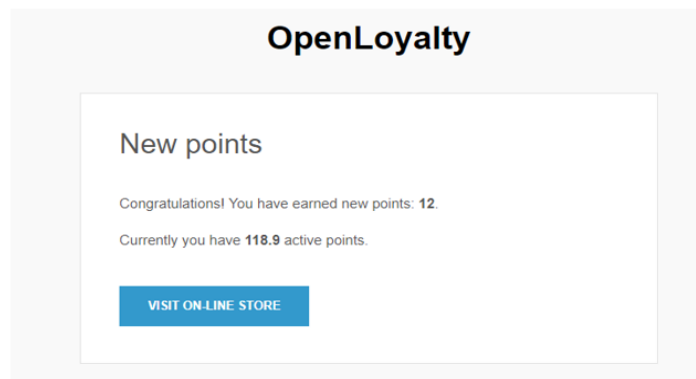 OpenLoyalty
New points
Congratulations! You have earned new points: 12.
Currently you have 118.9 active points.
VISIT ON-LINE STORE